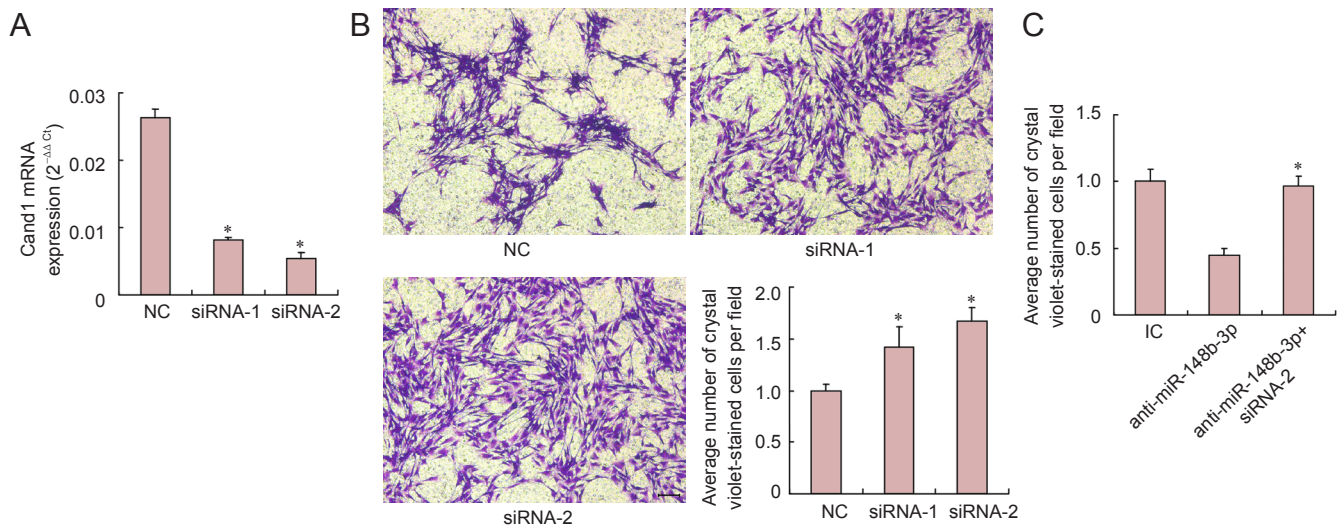 A
Cand1 mRNA
expression (2⁻ΔΔ Ct)
0.03
0.02
0.01
0
*
*
NC siRNA-1 siRNA-2
B
NC
siRNA-1
siRNA-2
Average number of crystal
violet-stained cells per field
2.0
1.5
1.0
0.5
0
*
*
NC siRNA-1 siRNA-2
C
Average number of crystal
violet-stained cells per field
1.5
1.0
0.5
0
*
IC
anti-miR-148b-3p
anti-miR-148b-3p+
siRNA-2